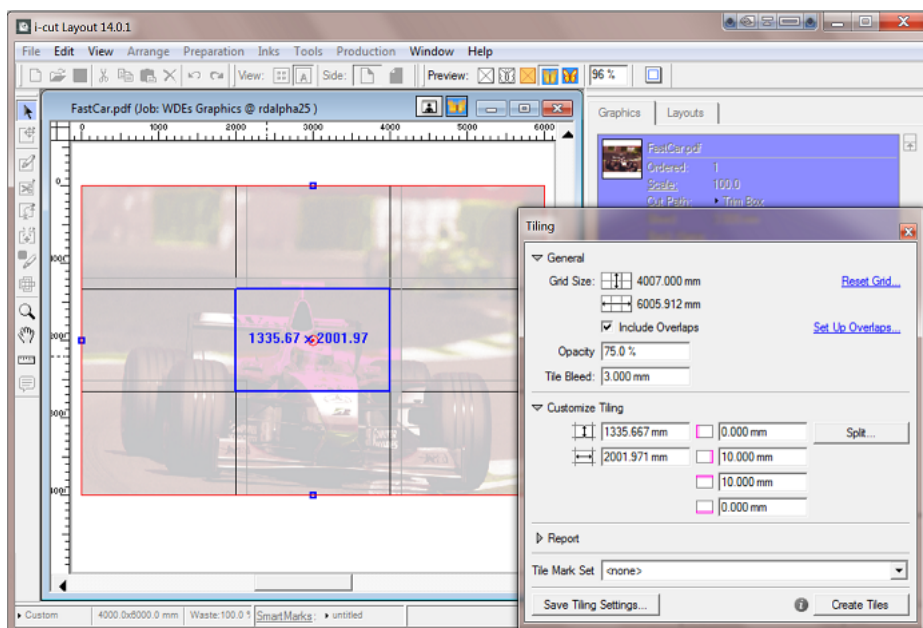 i-cut Layout 14.0.1
File Edit View Arrange Preparation Inks Tools Production Window Help
View: A Side: Preview: 96 %
FastCar.pdf (Job: WDEs Graphics @ rdalpha25 )
Graphics Layouts
0 1000 2000 3000 4000 5000 6000
FastCar.pdf
Ordered: 1
Scale: 100.0
Cut Path: Trim Box
Tiling
General
Grid Size: 4007.000 mm Reset Grid...
6005.912 mm
Include Overlaps Set Up Overlaps...
1335.67 x 2001.97
Opacity 75.0 %
Tile Bleed: 3.000 mm
Customize Tiling
1335.667 mm 0.000 mm Split...
2001.971 mm 10.000 mm
10.000 mm
0.000 mm
Report
Tile Mark Set <none>
Save Tiling Settings... Create Tiles
Custom 4000.0x6000.0 mm Waste:100.0 SmartMarks: untitled